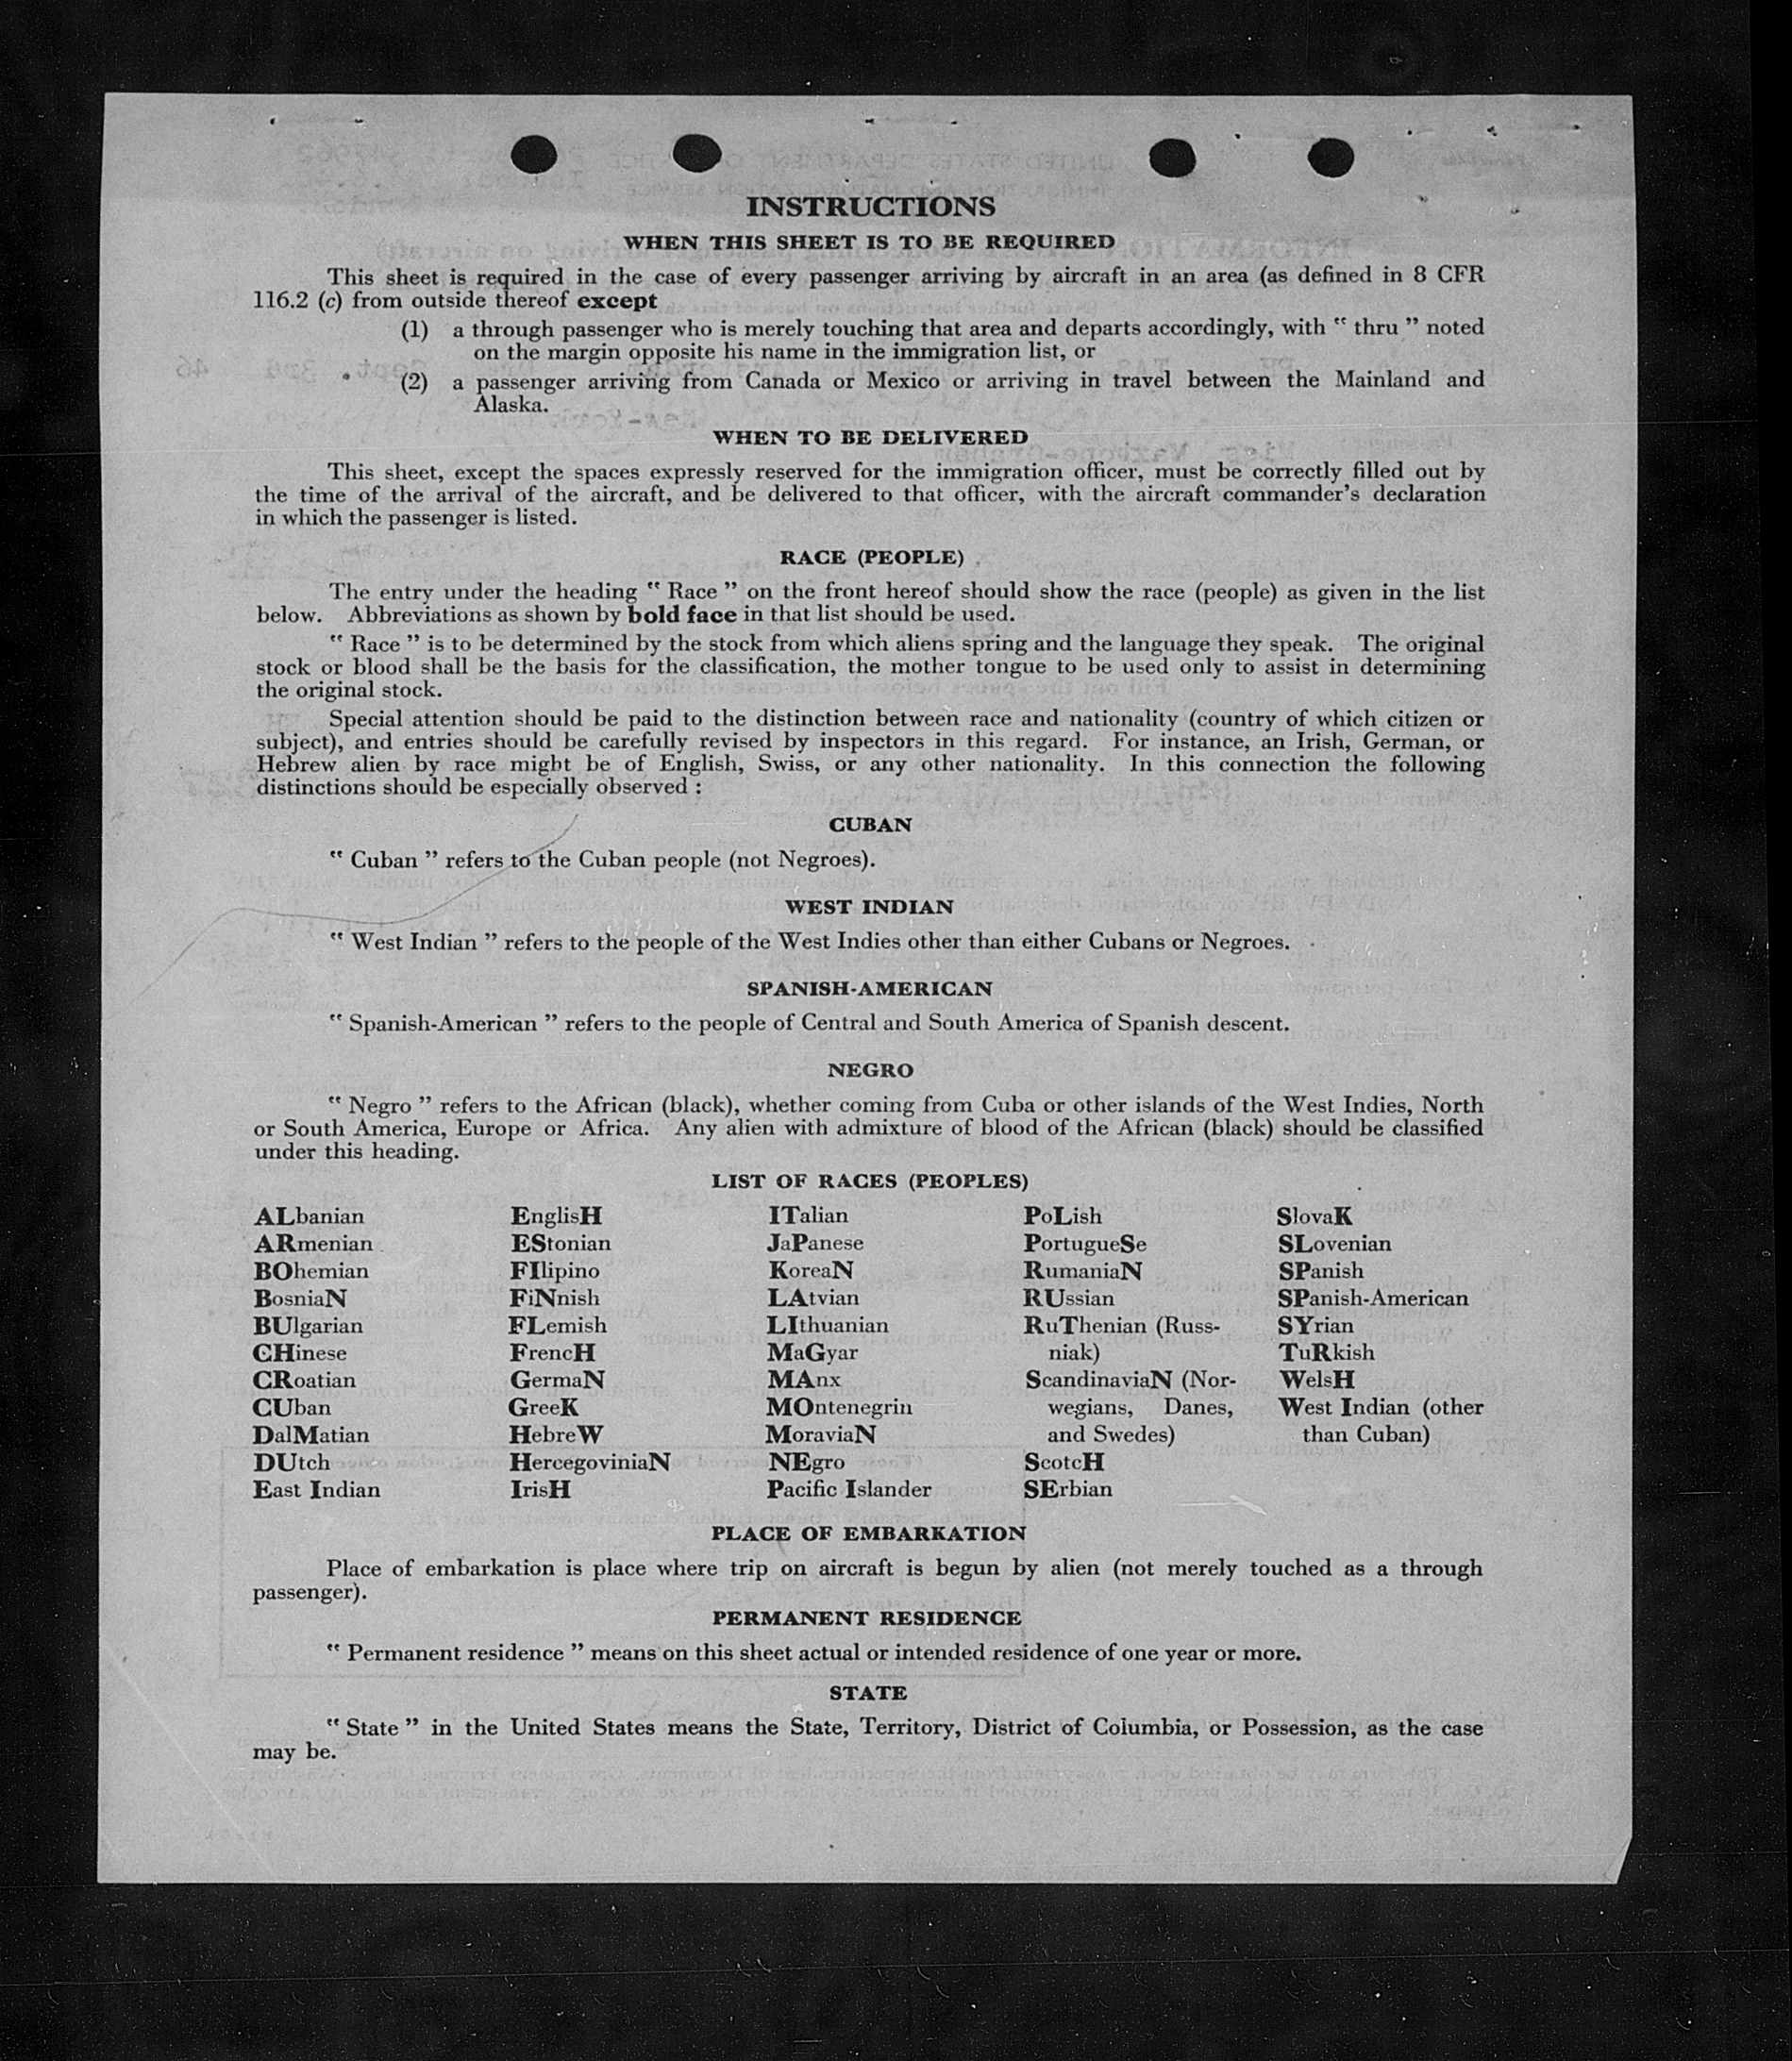 INSTRUCTIONS
WHEN THIS SHEET IS TO BE REQUIRED
This sheet is required in the case of every passenger arriving by aircraft in an area (as defined in 8 CFR
116.2 (c) from outside thereof except
(1) a through passenger who is merely touching that area and departs accordingly, with “ thru ” noted
on the margin opposite his name in the immigration list, or
(2) a passenger arriving from Canada or Mexico or arriving in travel between the Mainland and
Alaska.
WHEN TO BE DELIVERED
This sheet, except the spaces expressly reserved for the immigration officer, must be correctly filled out by
the time of the arrival of the aircraft, and be delivered to that officer, with the aircraft commander’s declaration
in which the passenger is listed.
RACE (PEOPLE)
The entry under the heading “ Race ” on the front hereof should show the race (people) as given in the list
below. Abbreviations as shown by bold face in that list should be used.
“ Race ” is to be determined by the stock from which aliens spring and the language they speak. The original
stock or blood shall be the basis for the classification, the mother tongue to be used only to assist in determining
the original stock.
Special attention should be paid to the distinction between race and nationality (country of which citizen or
subject), and entries should be carefully revised by inspectors in this regard. For instance, an Irish, German, or
Hebrew alien by race might be of English, Swiss, or any other nationality. In this connection the following
distinctions should be especially observed :
CUBAN
“ Cuban ” refers to the Cuban people (not Negroes).
WEST INDIAN
“ West Indian ” refers to the people of the West Indies other than either Cubans or Negroes.
SPANISH-AMERICAN
“ Spanish-American ” refers to the people of Central and South America of Spanish descent.
NEGRO
“ Negro ” refers to the African (black), whether coming from Cuba or other islands of the West Indies, North
or South America, Europe or Africa. Any alien with admixture of blood of the African (black) should be classified
under this heading.
LIST OF RACES (PEOPLES)
ALbanian
ARmenian
BOhemian
BosniaN
BUlgarian
CHinese
CRoatian
CUban
DalMatian
DUtch
East Indian
EnglisH
EStonian
FIlipino
FiNnish
FLemish
FrencH
GermaN
GreeK
HebreW
HercegoviniaN
IrisH
ITalian
JaPanese
KoreaN
LAtvian
LIthuanian
MaGyar
MAnx
MOntenegrin
MoraviaN
NEgro
Pacific Islander
PoLish
PortugueSe
RumaniaN
RUssian
RuThenian (Russ-
niak)
ScandinaviaN (Nor-
wegians, Danes,
and Swedes)
ScotcH
SErbian
SlovaK
SLovenian
SPanish
SPanish-American
SYrian
TuRkish
WelsH
West Indian (other
than Cuban)
PLACE OF EMBARKATION
Place of embarkation is place where trip on aircraft is begun by alien (not merely touched as a through
passenger).
PERMANENT RESIDENCE
“ Permanent residence ” means on this sheet actual or intended residence of one year or more.
STATE
“ State ” in the United States means the State, Territory, District of Columbia, or Possession, as the case
may be.